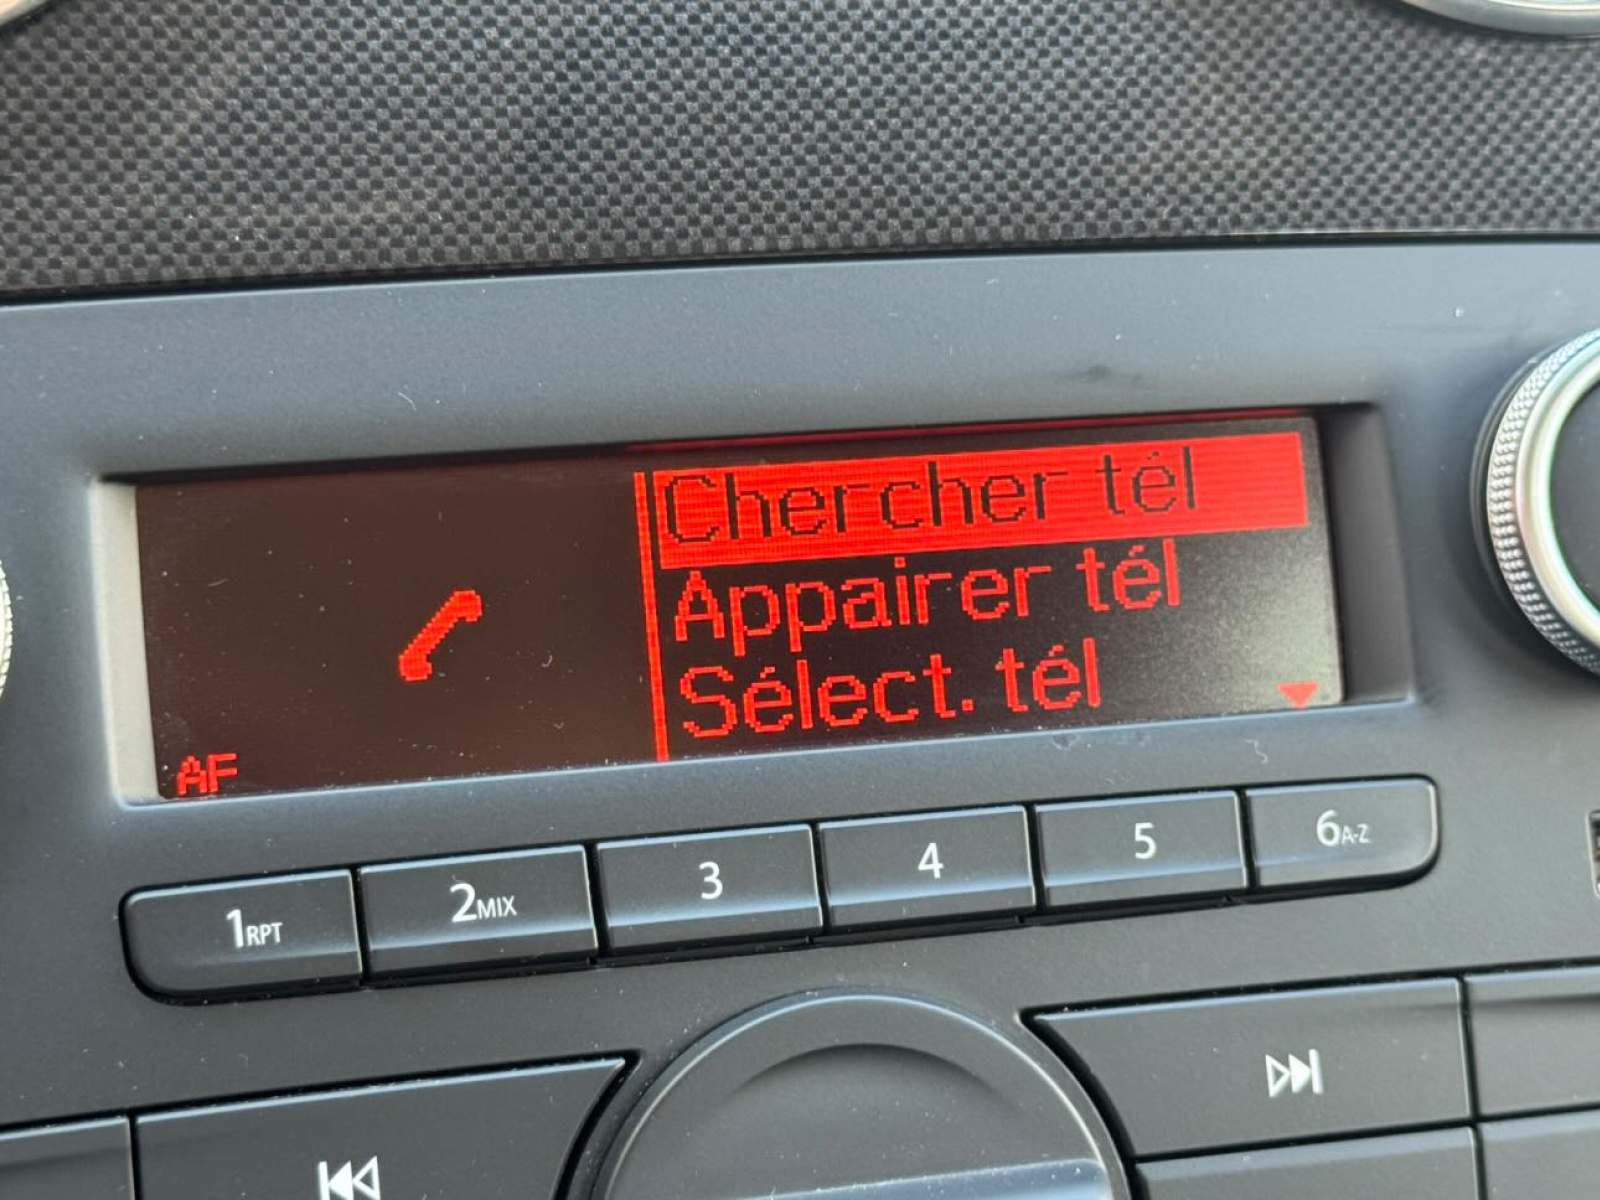 Chercher tél
Appairer tél
Sélect. tél
AF
1RPT
2MIX
3
4
5
6A-Z